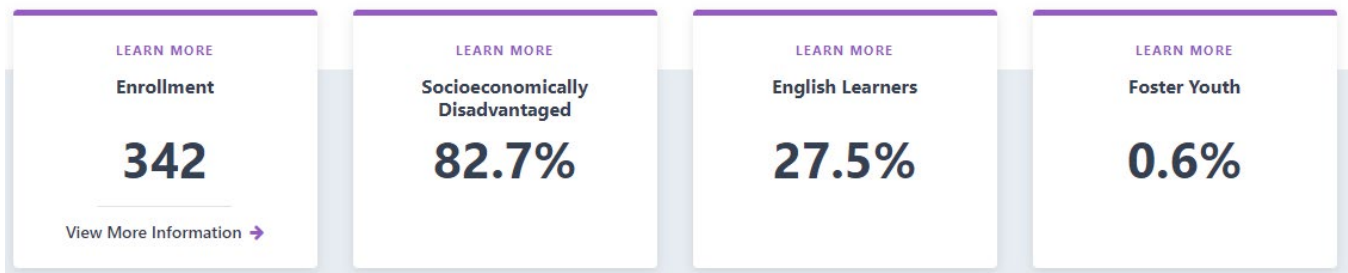 LEARN MORE
Enrollment
342
View More Information
LEARN MORE
Socioeconomically
Disadvantaged
82.7%
LEARN MORE
English Learners
27.5%
LEARN MORE
Foster Youth
0.6%